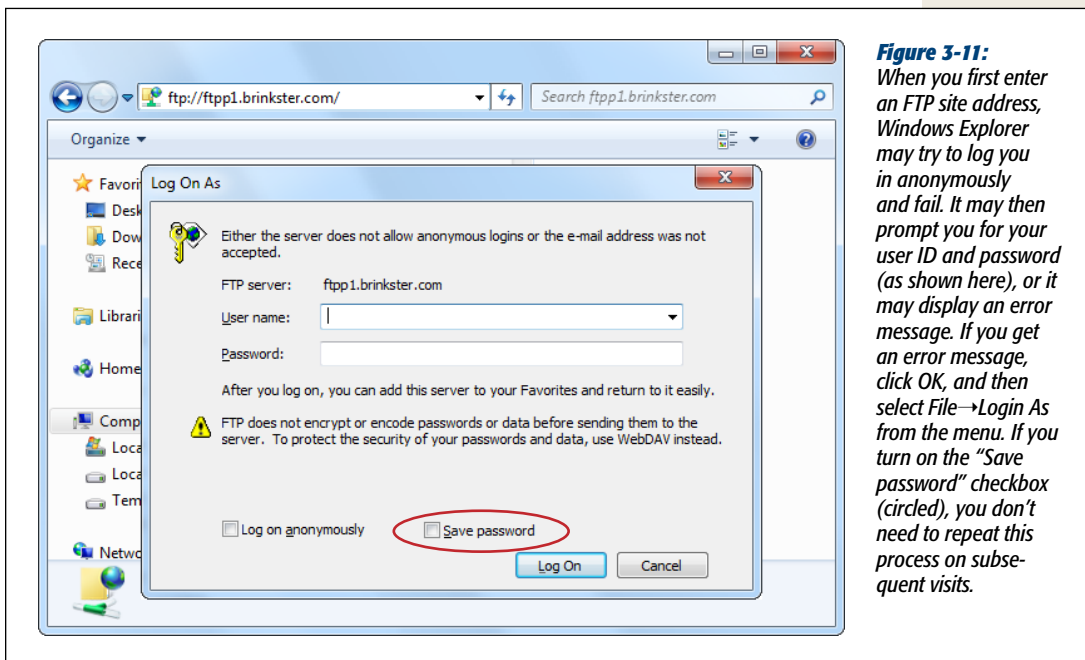 ftp://ftpp1.brinkster.com/
Search ftpp1.brinkster.com
Organize
Favori
Desk
Dow
Rece
Librari
Home
Comp
Loca
Loca
Tem
Netwo
Log On As
Either the server does not allow anonymous logins or the e-mail address was not
accepted.
FTP server: ftpp1.brinkster.com
User name:
Password:
After you log on, you can add this server to your Favorites and return to it easily.
FTP does not encrypt or encode passwords or data before sending them to the
server. To protect the security of your passwords and data, use WebDAV instead.
Log on anonymously
Save password
Log On
Cancel
Figure 3-11:
When you first enter
an FTP site address,
Windows Explorer
may try to log you
in anonymously
and fail. It may then
prompt you for your
user ID and password
(as shown here), or it
may display an error
message. If you get
an error message,
click OK, and then
select File→Login As
from the menu. If you
turn on the “Save
password” checkbox
(circled), you don’t
need to repeat this
process on subse-
quent visits.